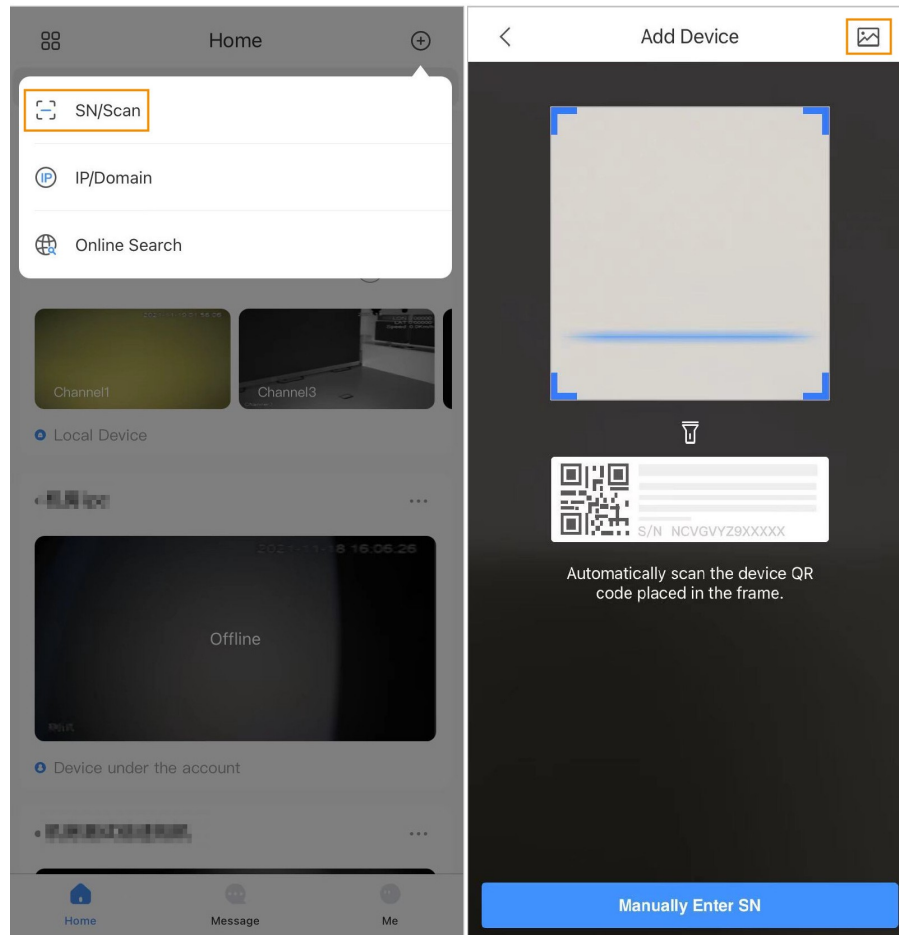 Home
SN/Scan
IP
IP/Domain
Online Search
Channel1
Channel3
Local Device
Offline
Device under the account
Home
Message
Me
Add Device
S/N NCVGVYZ9XXXXX
Automatically scan the device QR
code placed in the frame.
Manually Enter SN